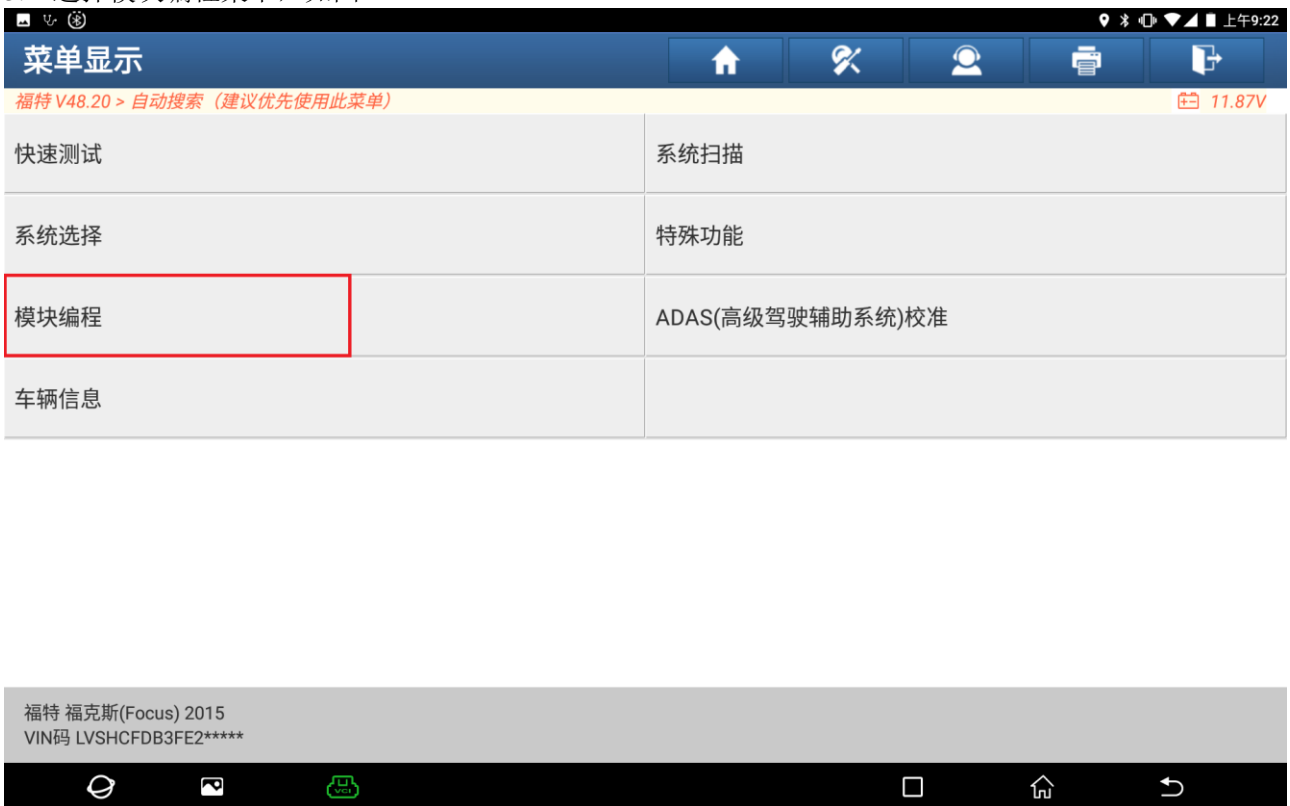 上午9:22
菜单显示
福特 V48.20 > 自动搜索（建议优先使用此菜单）
11.87V
快速测试
系统扫描
系统选择
特殊功能
模块编程
ADAS(高级驾驶辅助系统)校准
车辆信息
福特 福克斯(Focus) 2015
VIN码 LVSHCFDB3FE2*****
VCI